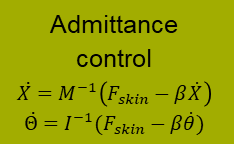 Admittance
control
Ẋ = M⁻¹(F_skin − βẊ)
Θ̇ = I⁻¹(F_skin − βθ̇)